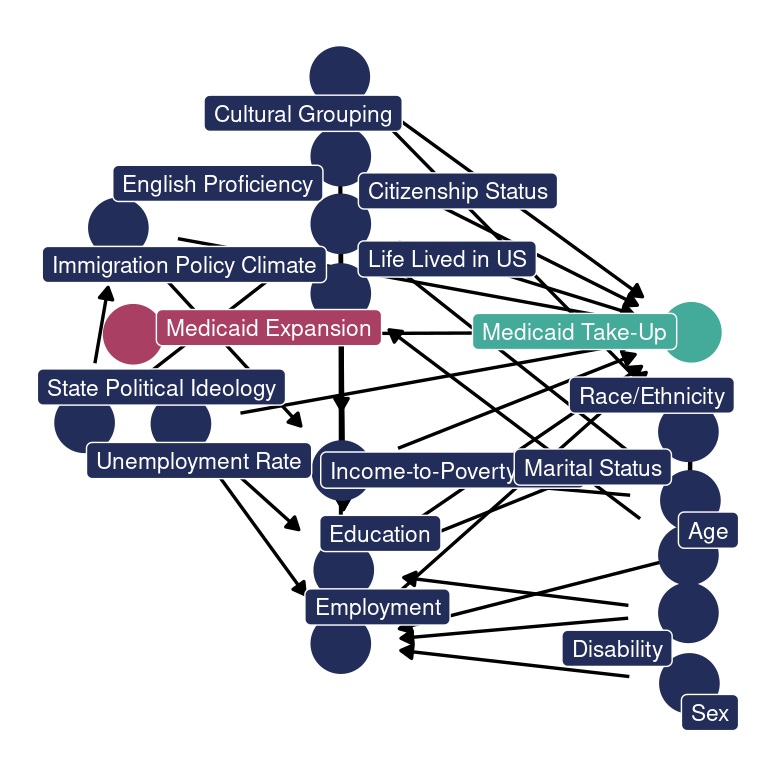 Cultural Grouping
English Proficiency
Citizenship Status
Life Lived in US
Immigration Policy Climate
Medicaid Expansion
Medicaid Take-Up
State Political Ideology
Race/Ethnicity
Unemployment Rate
Income-to-Poverty
Marital Status
Education
Age
Employment
Disability
Sex